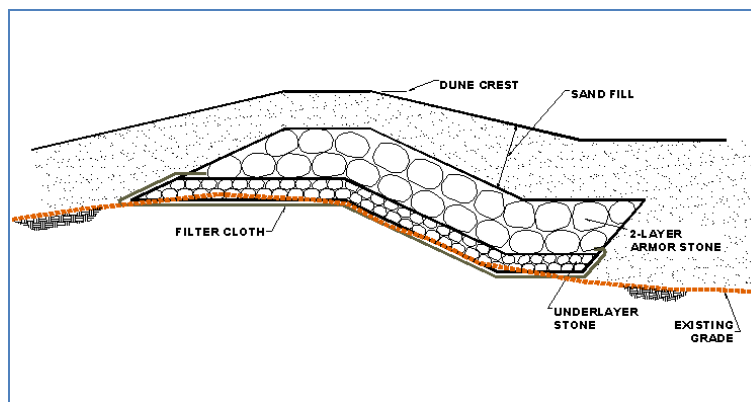 DUNE CREST
SAND FILL
FILTER CLOTH
2-LAYER
ARMOR STONE
UNDERLAYER
STONE
EXISTING
GRADE